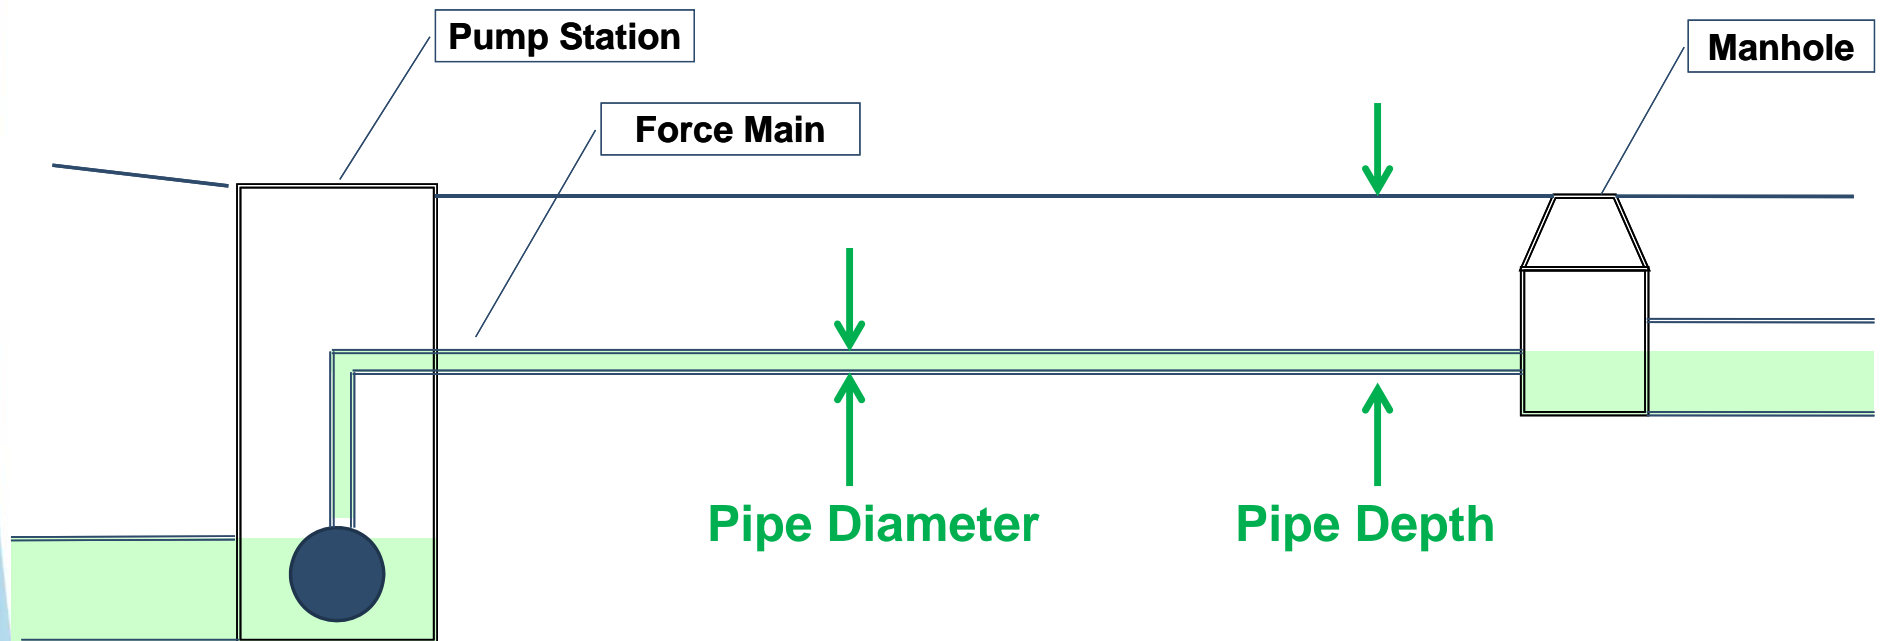 Pump Station
Manhole
Force Main
Pipe Diameter
Pipe Depth